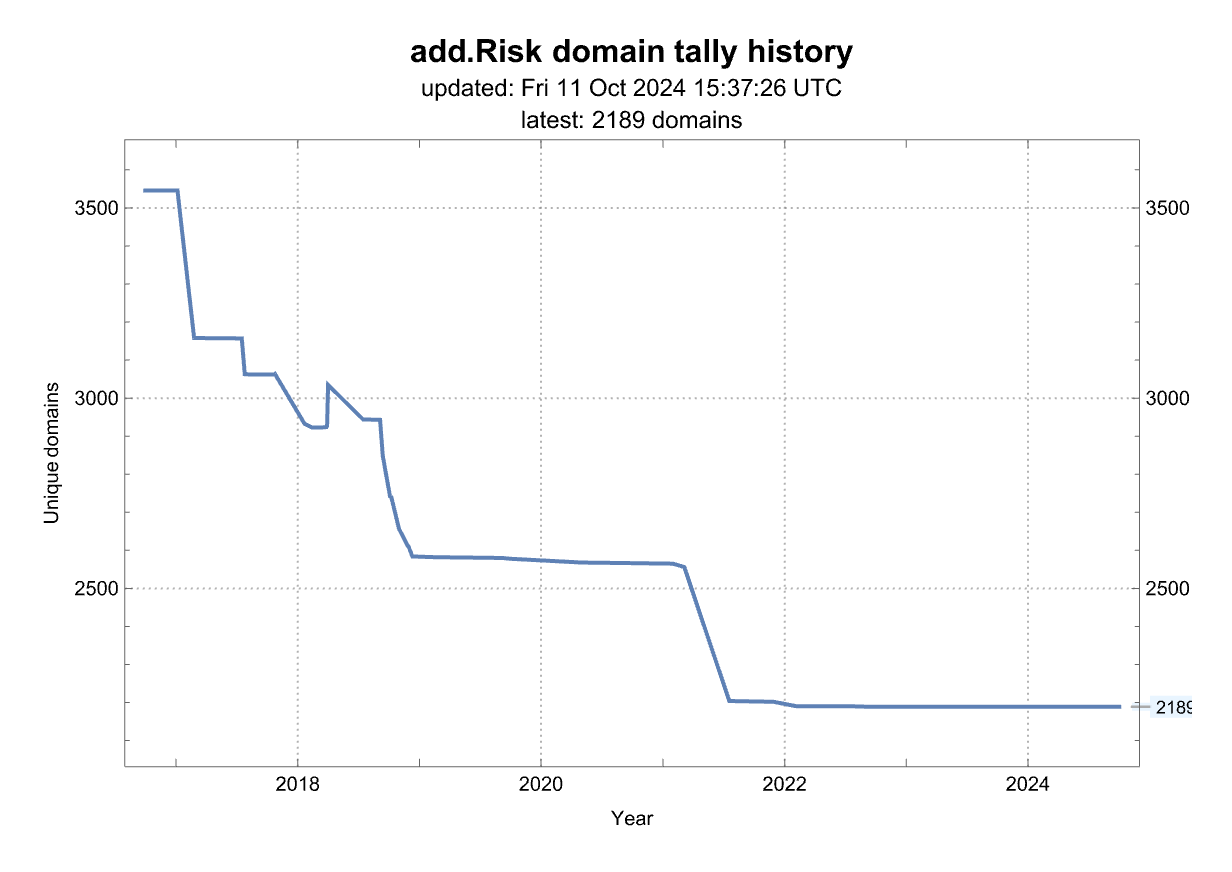 add.Risk domain tally history
updated: Fri 11 Oct 2024 15:37:26 UTC
latest: 2189 domains
3500
3500
3000
3000
Unique domains
2500
2500
2189
2018
2020
2022
2024
Year